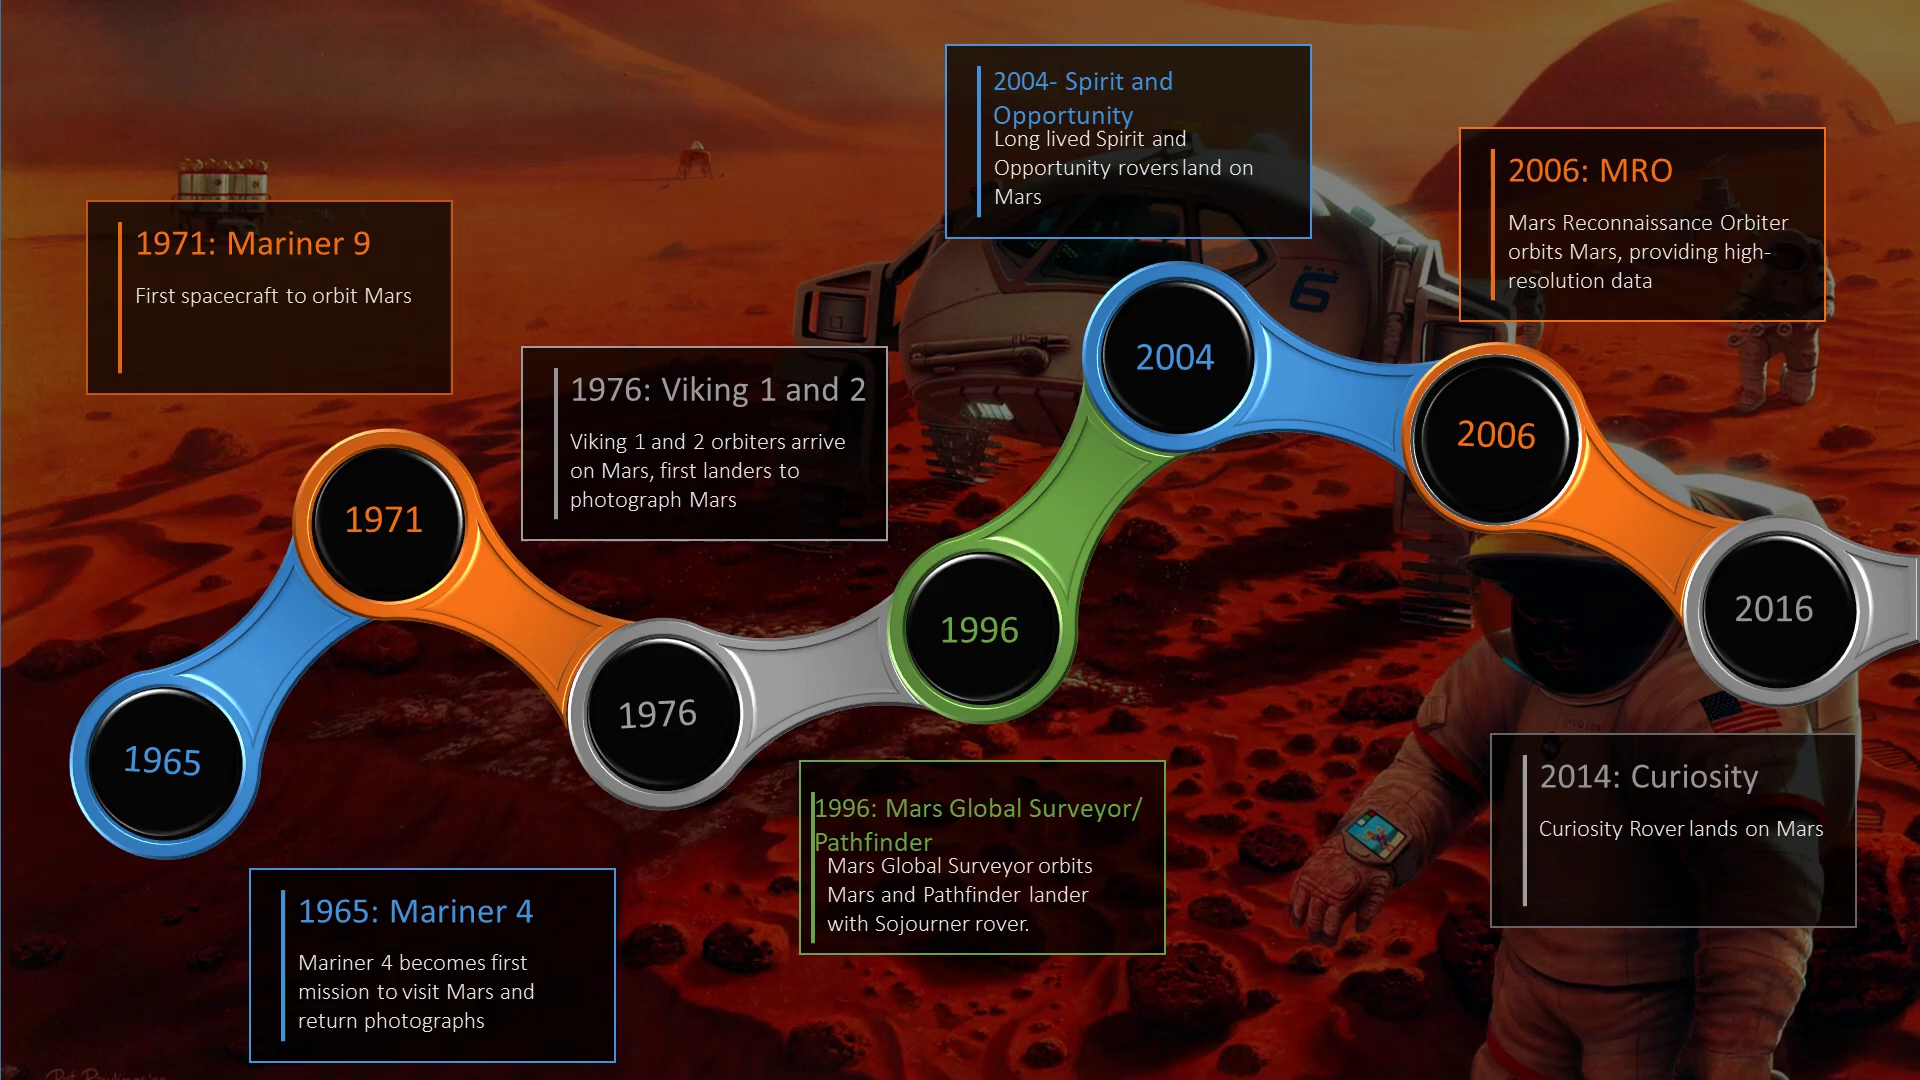 2004- Spirit and
Opportunity
Long lived Spirit and
Opportunity rovers land on
Mars
2006: MRO
Mars Reconnaissance Orbiter
orbits Mars, providing high-
resolution data
1971: Mariner 9
First spacecraft to orbit Mars
6
1976: Viking 1 and 2
Viking 1 and 2 orbiters arrive
on Mars, first landers to
photograph Mars
2004
2006
1971
2016
1996
1976
1965
2014: Curiosity
Curiosity Rover lands on Mars
1996: Mars Global Surveyor/
Pathfinder
Mars Global Surveyor orbits
Mars and Pathfinder lander
with Sojourner rover.
1965: Mariner 4
Mariner 4 becomes first
mission to visit Mars and
return photographs